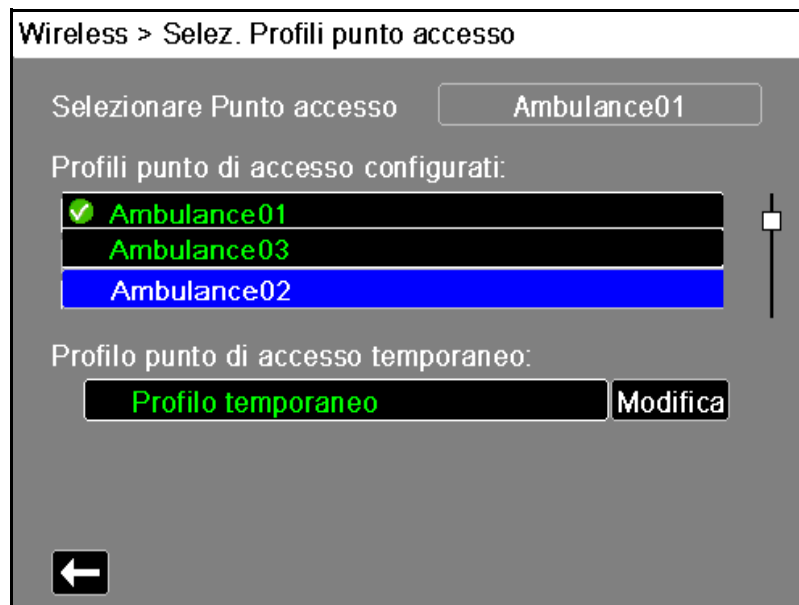 Wireless > Selez. Profili punto accesso
Selezionare Punto accesso Ambulance01
Profili punto di accesso configurati:
Ambulance01
Ambulance03
Ambulance02
Profilo punto di accesso temporaneo:
Profilo temporaneo Modifica